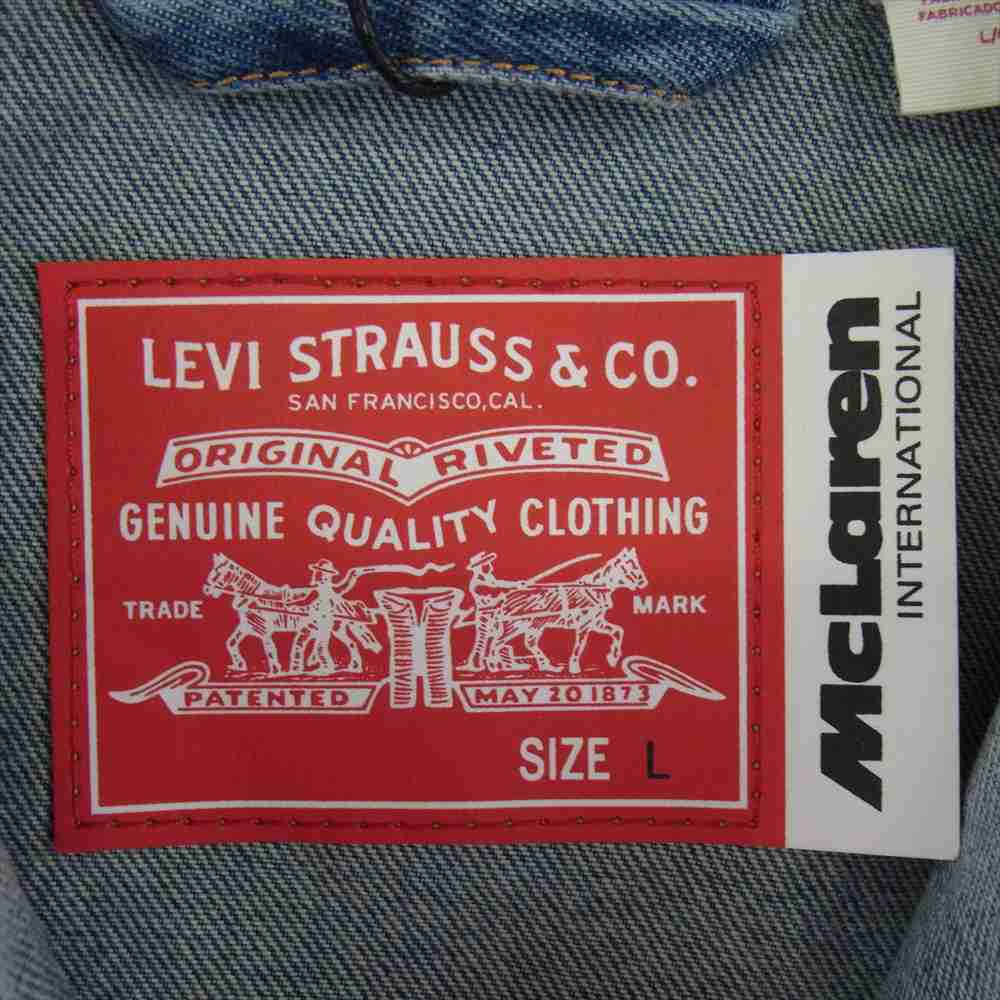 FABRICADO
LEVI STRAUSS & CO.
SAN FRANCISCO, CAL.
ORIGINAL RIVETED
GENUINE QUALITY CLOTHING
TRADE MARK
PATENTED MAY 20 1873
SIZE L
McLaren
INTERNATIONAL